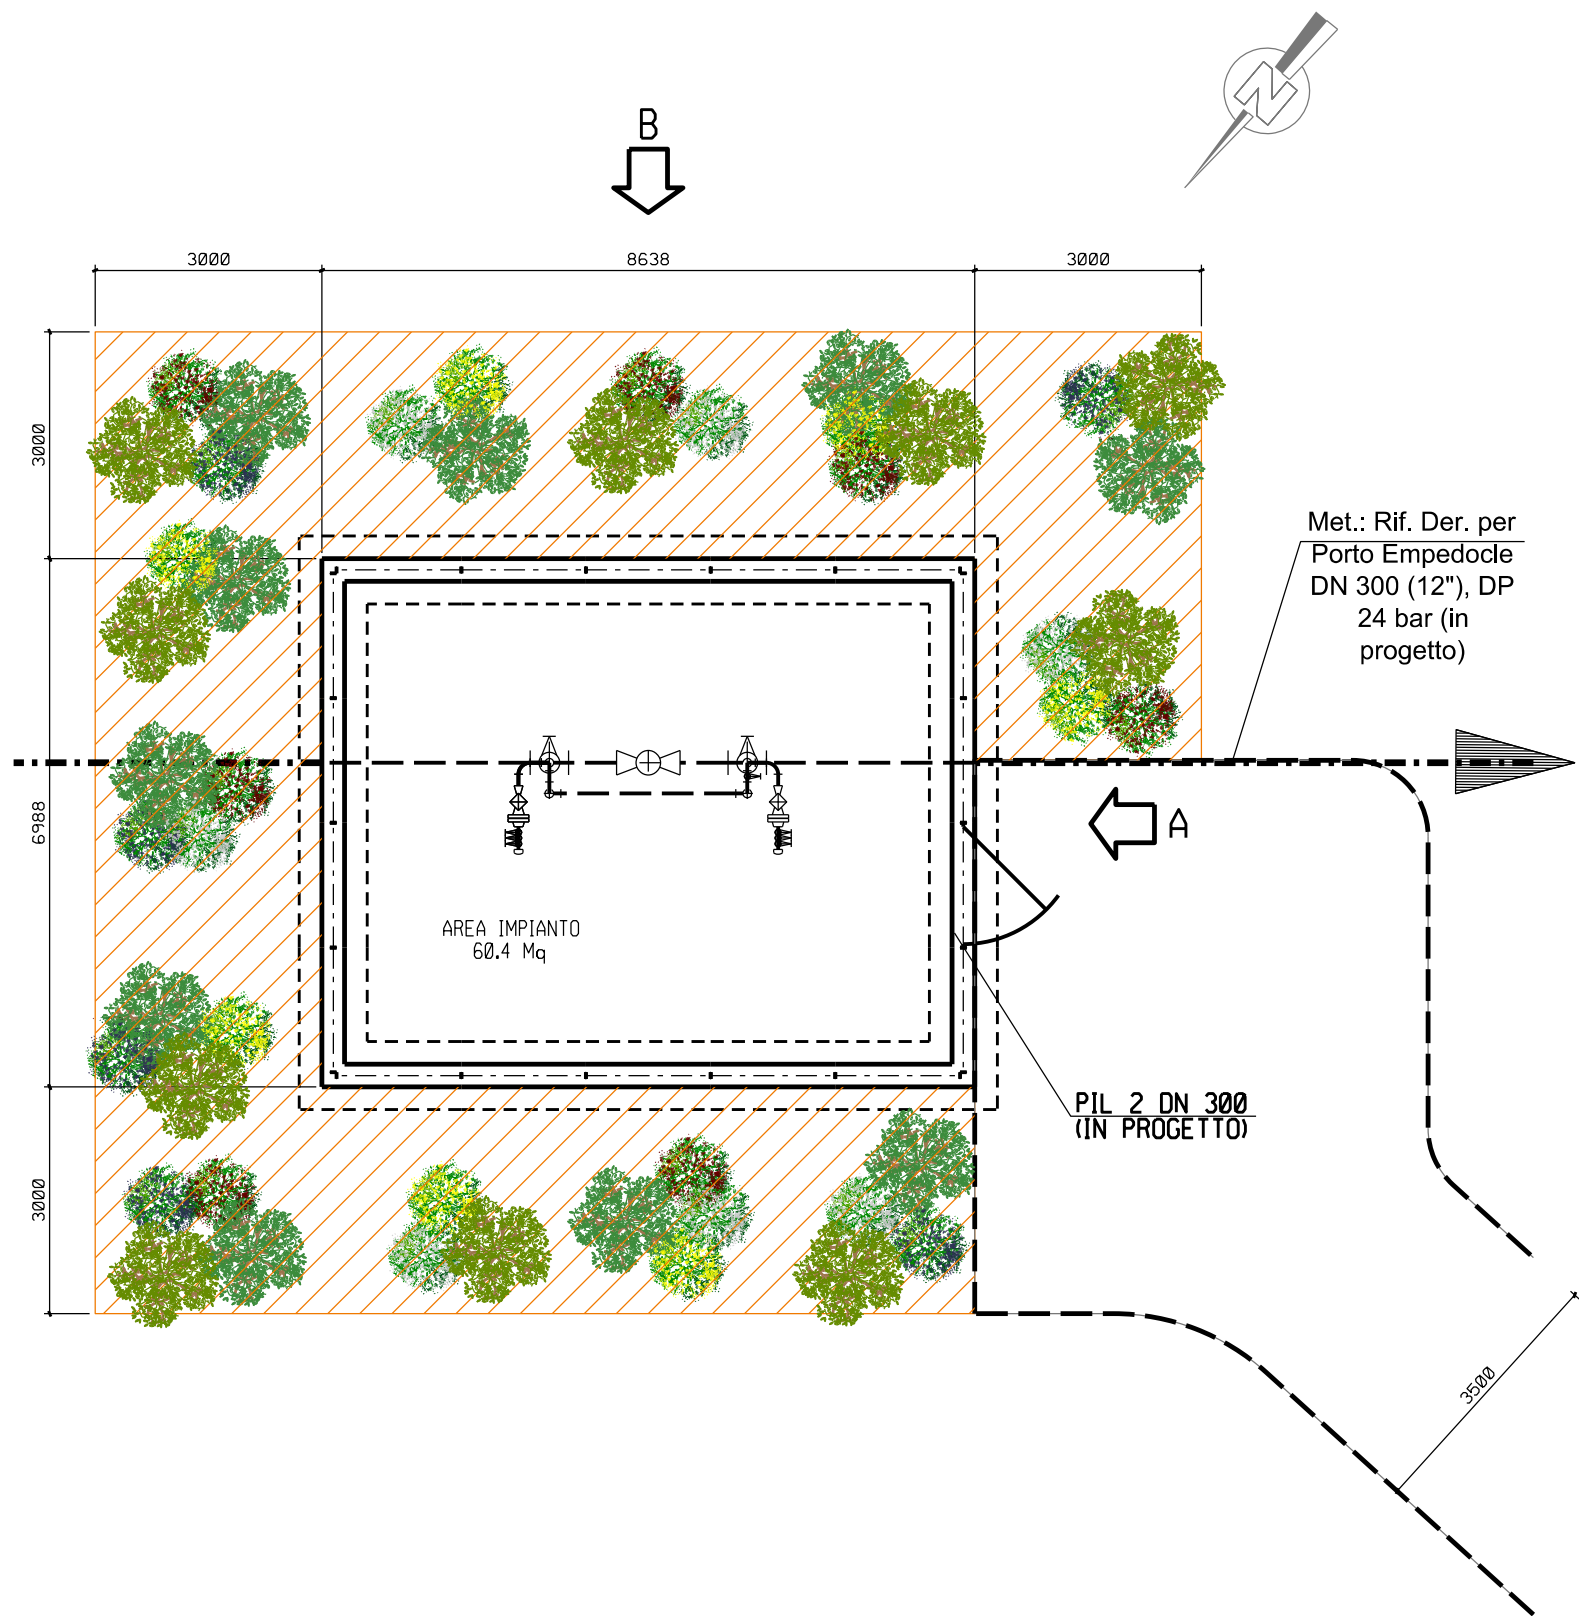 N
B
3000
8638
3000
3000
Met.: Rif. Der. per
Porto Empedocle
DN 300 (12"), DP
24 bar (in
progetto)
6988
A
AREA IMPIANTO
60.4 Mq
PIL 2 DN 300
(IN PROGETTO)
3000
3500